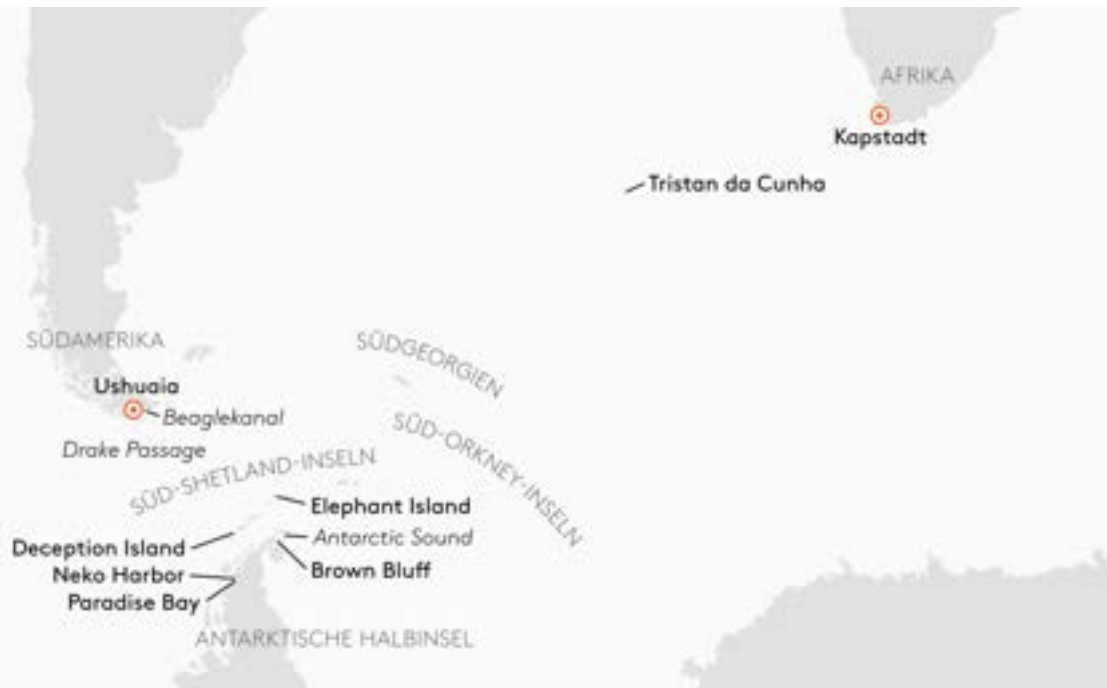 AFRIKA
Kapstadt
Tristan da Cunha
SÜDAMERIKA
SÜDGEORGIEN
Ushuaia
Beaglekanal
Drake Passage
SÜD-SHETLAND-INSELN
SÜD-ORKNEY-INSELN
Elephant Island
Antarctic Sound
Deception Island
Brown Bluff
Neko Harbor
Paradise Bay
ANTARKTISCHE HALBINSEL